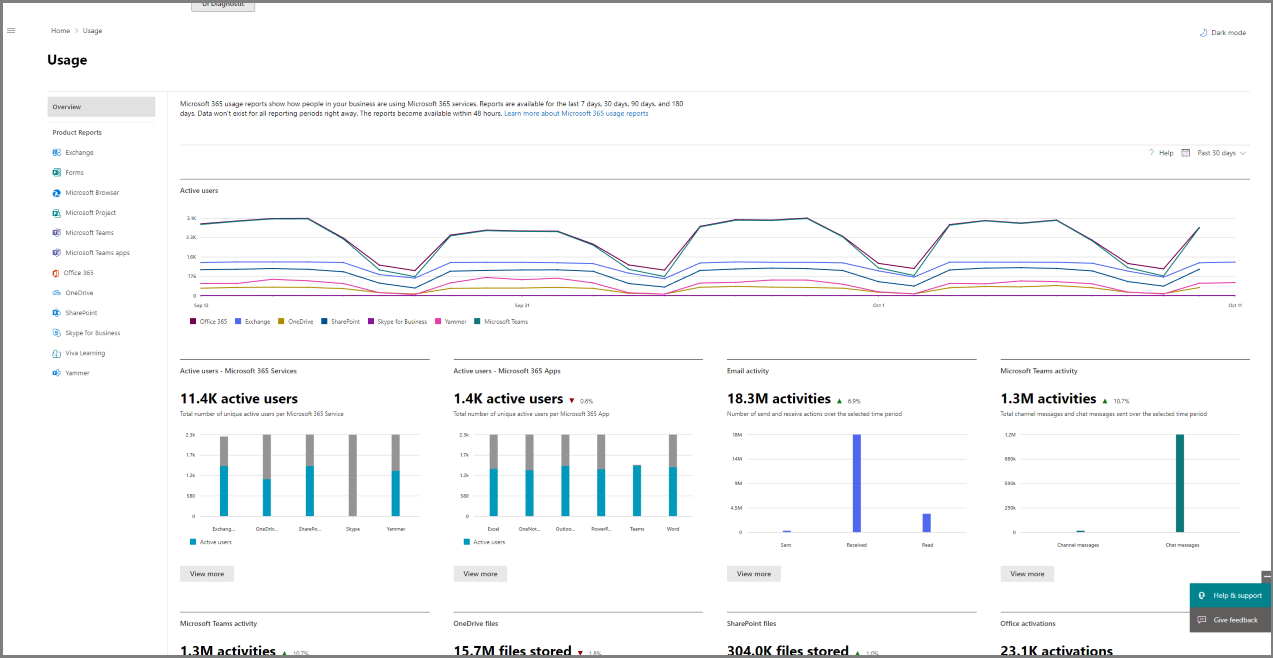 UI Diagnostic
Home > Usage
Dark mode
Usage
Overview
Product Reports
Exchange
Forms
Microsoft Browser
Microsoft Project
Microsoft Teams
Microsoft Teams apps
Office 365
OneDrive
SharePoint
Skype for Business
Viva Learning
Yammer
Microsoft 365 usage reports show how people in your business are using Microsoft 365 services. Reports are available for the last 7 days, 30 days, 90 days, and 180
days. Data won't exist for all reporting periods right away. The reports become available within 48 hours. Learn more about Microsoft 365 usage reports
? Help Past 30 days
Active users
3.1K
2.3K
1.6K
776
0
Sep 12 Sep 21 Oct 1 Oct 11
Office 365 Exchange OneDrive SharePoint Skype for Business Yammer Microsoft Teams
Active users - Microsoft 365 Services
11.4K active users
Total number of unique active users per Microsoft 365 Service
2.3k
1.7k
1.2k
580
0
Exchang... OneDriv... SharePo... Skype Yammer
Active users
View more
Active users - Microsoft 365 Apps
1.4K active users ▼ 0.6%
Total number of unique active users per Microsoft 365 App
2.3k
1.7k
1.2k
580
0
Excel OneNot... Outloo... PowerP... Teams Word
Active users
View more
Email activity
18.3M activities ▲ 6.9%
Number of send and receive actions over the selected time period
18M
14M
9M
4.5M
0
Sent Received Read
View more
Microsoft Teams activity
1.3M activities ▲ 10.7%
Total channel messages and chat messages sent over the selected time period
1.2M
880k
590k
290k
0
Channel messages Chat messages
View more
Help & support
Give feedback
Microsoft Teams activity
1.3M activities ▲ 10.7%
OneDrive files
15.7M files stored ▼ 1.8%
SharePoint files
304.0K files stored ▲ 1.0%
Office activations
23.1K activations